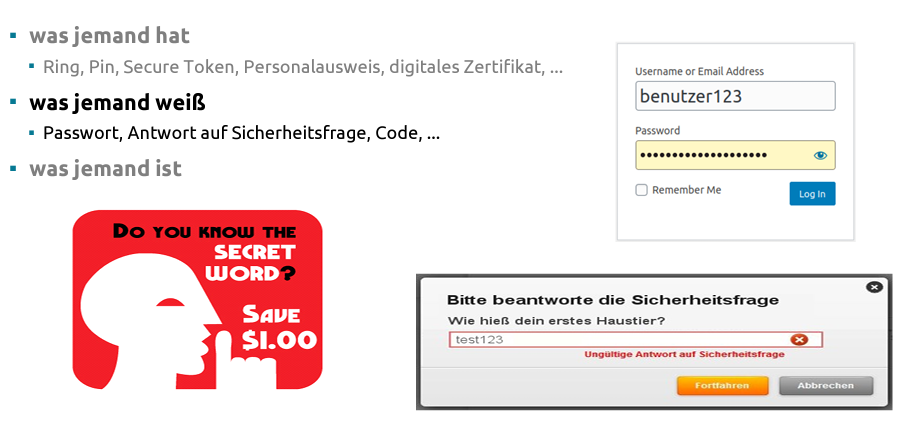 was jemand hat
Ring, Pin, Secure Token, Personalausweis, digitales Zertifikat, ...
was jemand weiß
Passwort, Antwort auf Sicherheitsfrage, Code, ...
was jemand ist
DO YOU KNOW THE
SECRET
WORD?
SAVE
$1.00
Username or Email Address
benutzer123
Password
••••••••••••••••••••
Remember Me
Log In
Bitte beantworte die Sicherheitsfrage
Wie hieß dein erstes Haustier?
test123
Ungültige Antwort auf Sicherheitsfrage
Fortfahren
Abbrechen